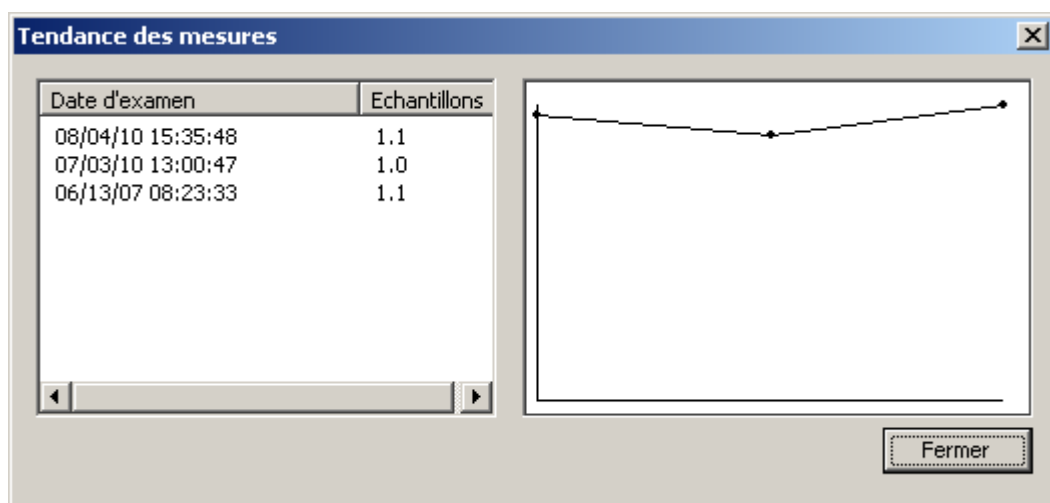 Tendance des mesures
Date d'examen Echantillons
08/04/10 15:35:48 1.1
07/03/10 13:00:47 1.0
06/13/07 08:23:33 1.1
Fermer